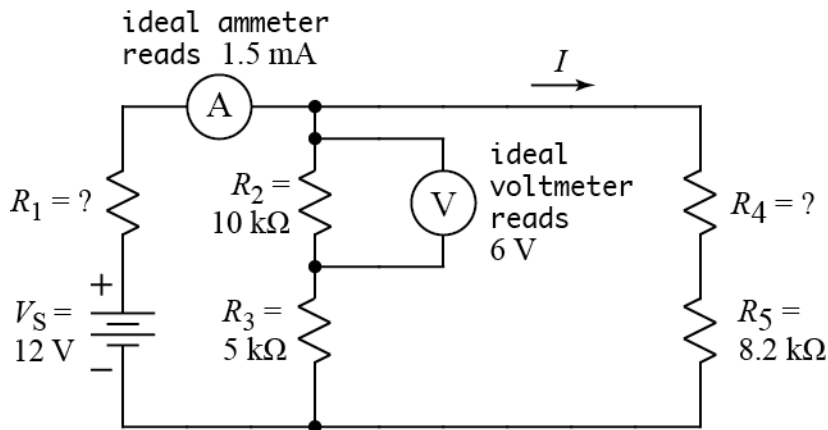 ideal ammeter
reads 1.5 mA
A
I
R1 = ?
R2 =
10 kΩ
V
ideal
voltmeter
reads
6 V
R4 = ?
+
VS =
12 V
−
R3 =
5 kΩ
R5 =
8.2 kΩ